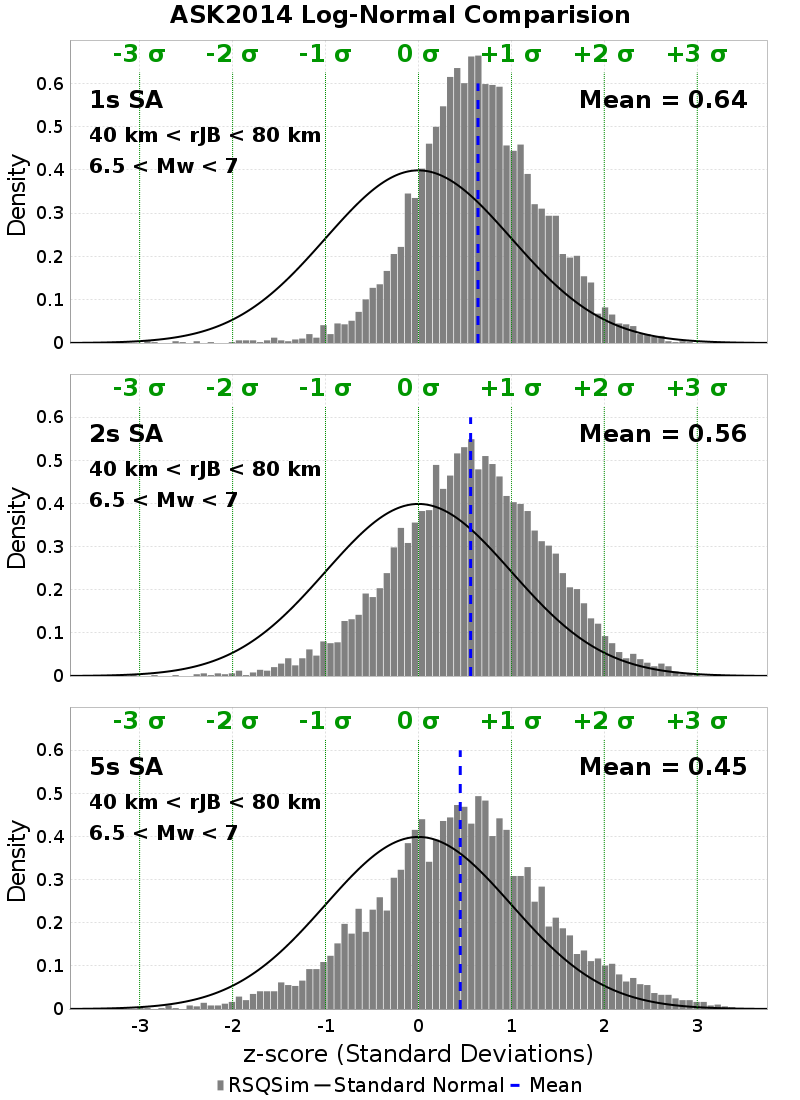 ASK2014 Log-Normal Comparision
-3 σ -2 σ -1 σ 0 σ +1 σ +2 σ +3 σ
1s SA Mean = 0.64
40 km < rJB < 80 km
6.5 < Mw < 7
Density
0.6
0.5
0.4
0.3
0.2
0.1
0
-3 σ -2 σ -1 σ 0 σ +1 σ +2 σ +3 σ
2s SA Mean = 0.56
40 km < rJB < 80 km
6.5 < Mw < 7
Density
0.6
0.5
0.4
0.3
0.2
0.1
0
-3 σ -2 σ -1 σ 0 σ +1 σ +2 σ +3 σ
5s SA Mean = 0.45
40 km < rJB < 80 km
6.5 < Mw < 7
Density
0.6
0.5
0.4
0.3
0.2
0.1
0
-3 -2 -1 0 1 2 3
z-score (Standard Deviations)
RSQSim Standard Normal Mean